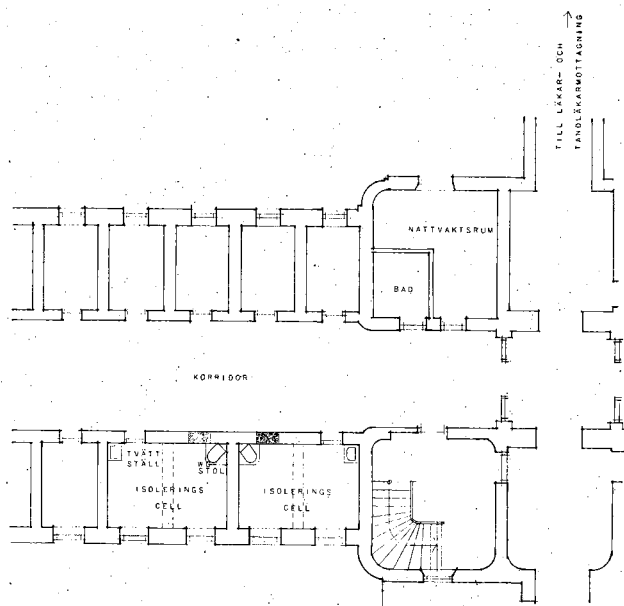 TILL LÄKAR- OCH
TANDLÄKARMOTTAGNING
NATTVAKTSRUM
BAD
KORRIDOR
TVÄTT
STÄLL
WC
STOL
ISOLERINGS
CELL
ISOLERINGS
CELL